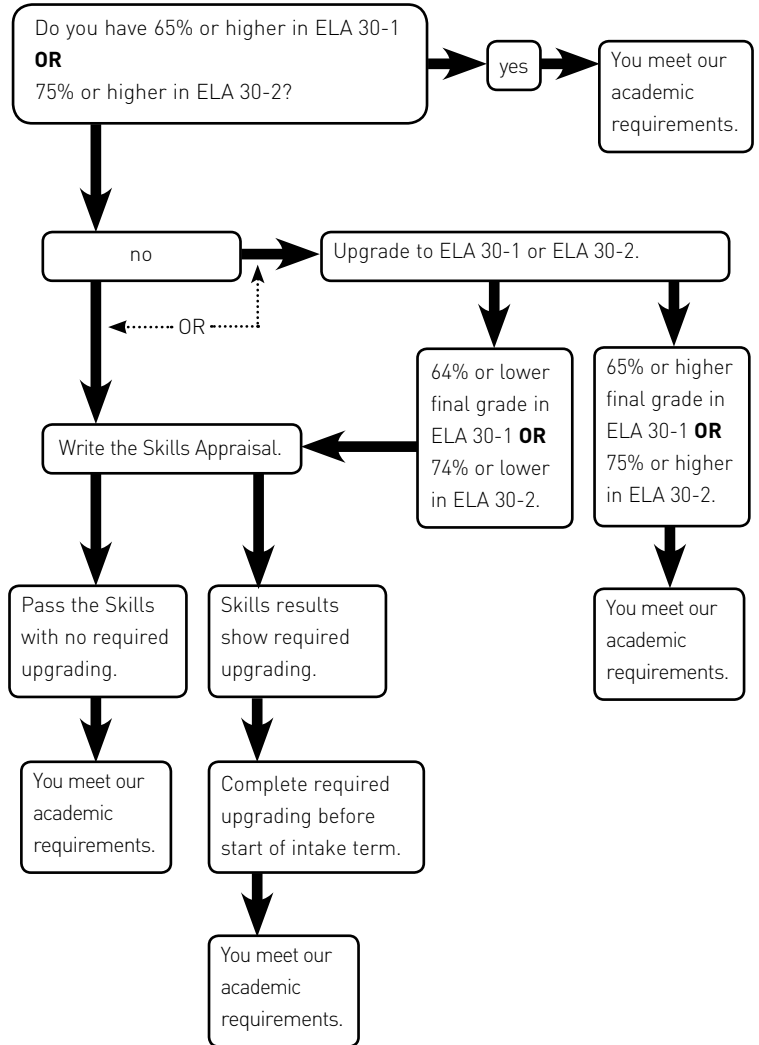 Do you have 65% or higher in ELA 30-1
OR
75% or higher in ELA 30-2?
yes
You meet our
academic
requirements.
no
Upgrade to ELA 30-1 or ELA 30-2.
OR
64% or lower
final grade in
ELA 30-1 OR
74% or lower
in ELA 30-2.
65% or higher
final grade in
ELA 30-1 OR
75% or higher
in ELA 30-2.
Write the Skills Appraisal.
Pass the Skills
with no required
upgrading.
Skills results
show required
upgrading.
You meet our
academic
requirements.
You meet our
academic
requirements.
Complete required
upgrading before
start of intake term.
You meet our
academic
requirements.